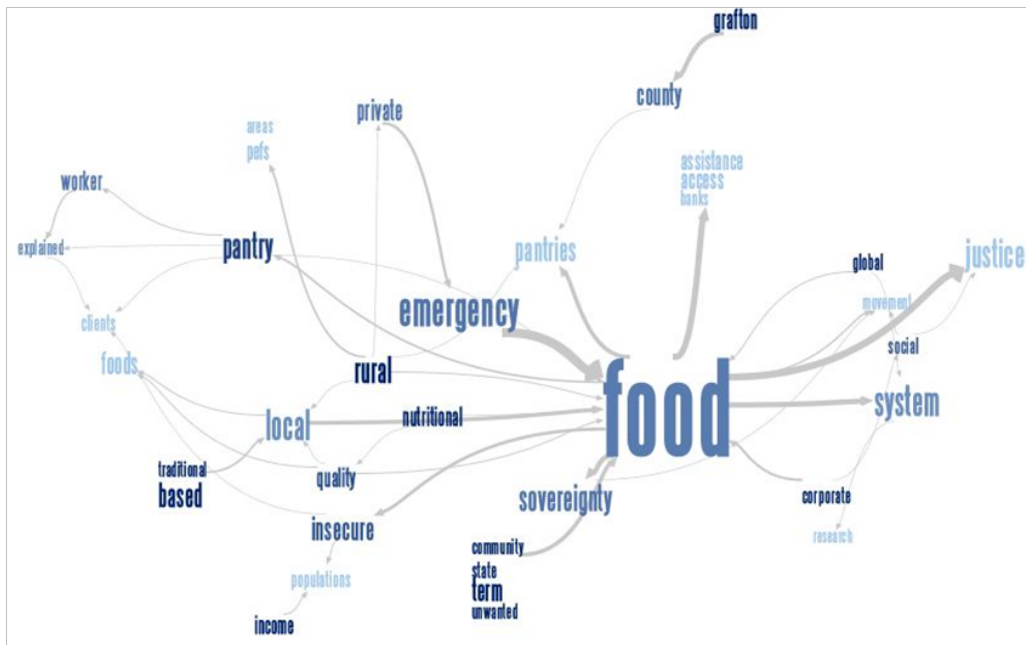 grafton
county
private
areas
pefs
assistance
access
banks
worker
explained
pantry
pantries
global
justice
movement
emergency
clients
social
foods
rural
food
system
local
nutritional
traditional
based
quality
sovereignty
corporate
insecure
research
community
state
term
unwanted
populations
income